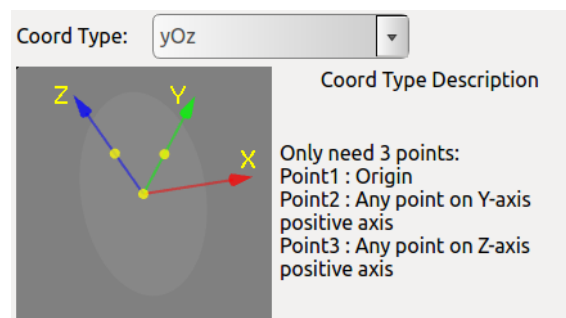 Coord Type: yOz
Z Y X
Coord Type Description
Only need 3 points:
Point1 : Origin
Point2 : Any point on Y-axis
positive axis
Point3 : Any point on Z-axis
positive axis